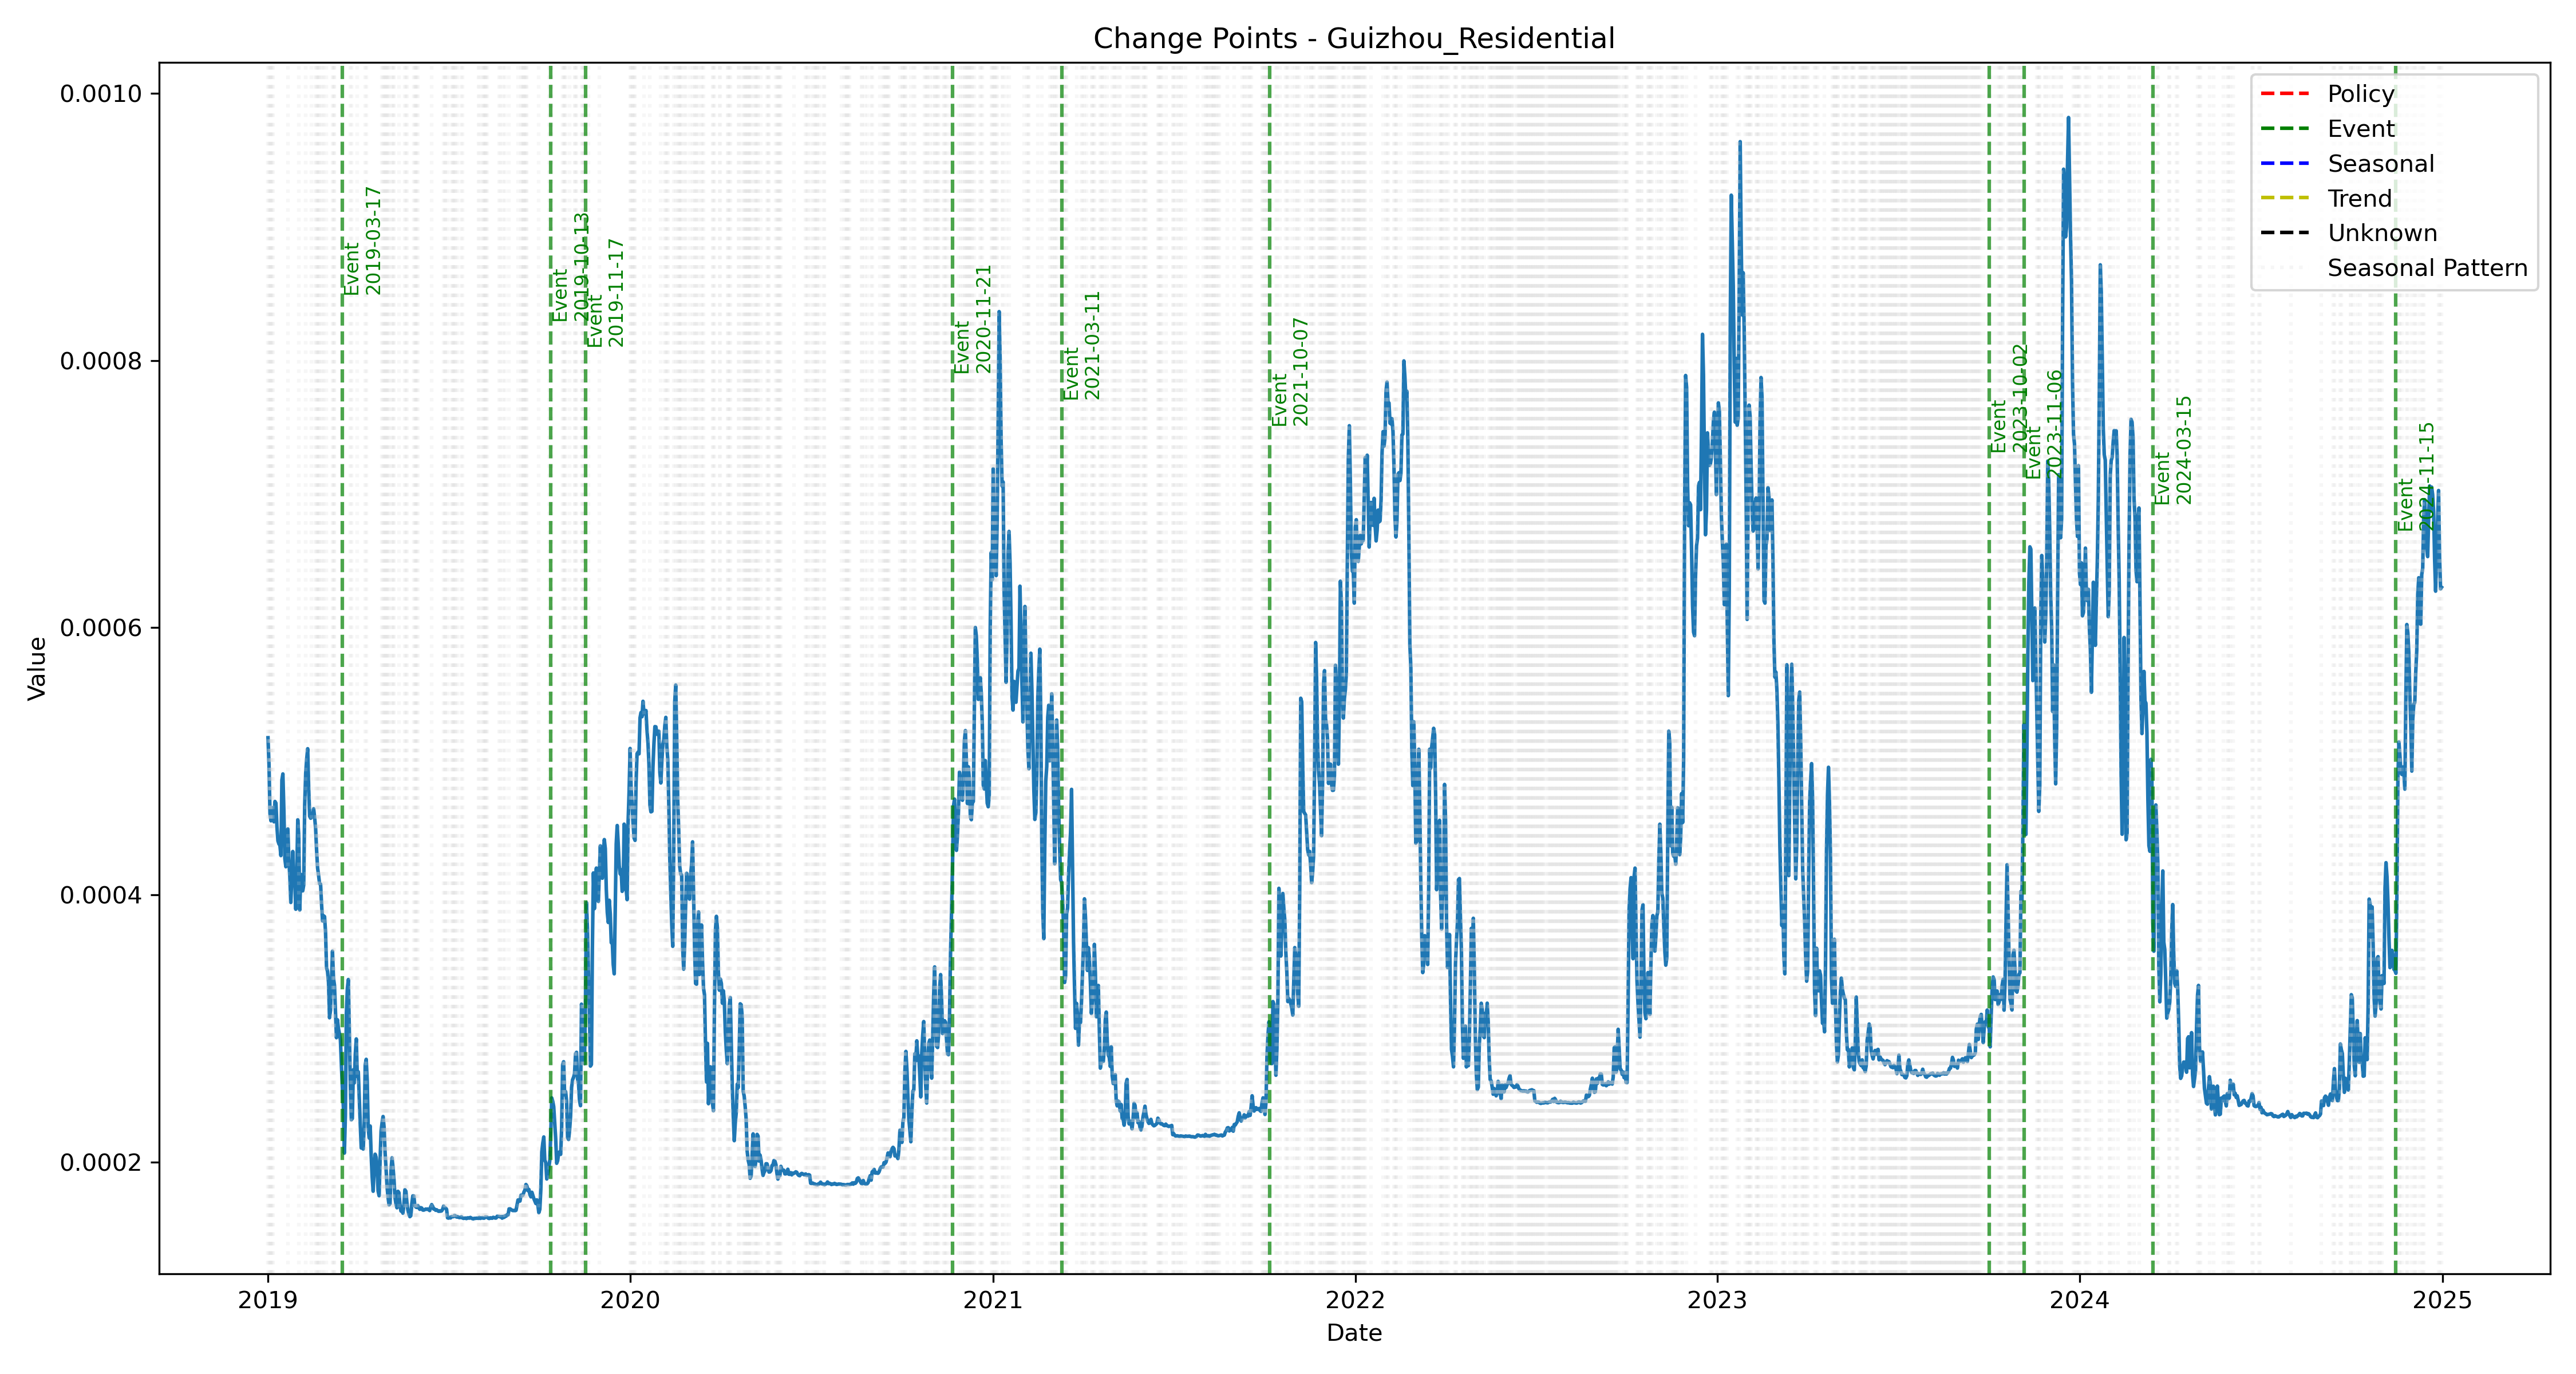 Change Points - Guizhou_Residential
Value
0.0010
0.0008
0.0006
0.0004
0.0002
Event
2019-03-17
Event
2019-10-13
Event
2019-11-17
Event
2020-11-21
Event
2021-03-11
Event
2021-10-07
Event
2023-10-02
Event
2023-11-06
Event
2024-03-15
Event
2024-11-15
Policy
Event
Seasonal
Trend
Unknown
Seasonal Pattern
2019
2020
2021
2022
2023
2024
2025
Date